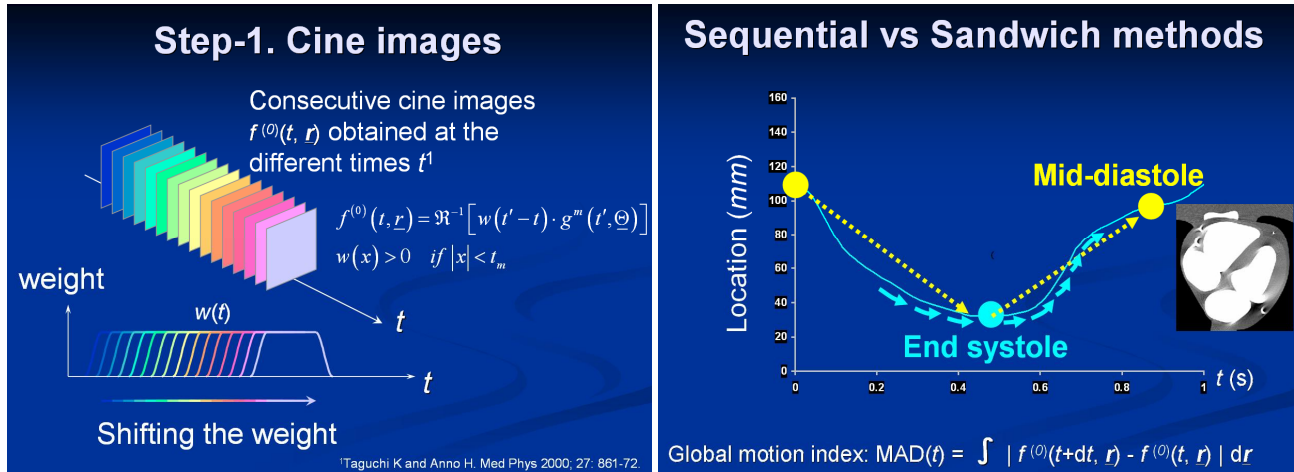 Step-1. Cine images
Consecutive cine images
f (0)(t, r) obtained at the
different times t1
f(0)(t,r) = ℜ-1[w(t′-t)·gm(t′,Θ)]
w(x) > 0 if |x| < tm
weight
w(t)
t
t
Shifting the weight
1Taguchi K and Anno H. Med Phys 2000; 27: 861-72.
Sequential vs Sandwich methods
Location (mm)
160
140
120
100
80
60
40
20
0
Mid-diastole
End systole
0 0.2 0.4 0.6 0.8 1
t (s)
Global motion index: MAD(t) = ∫ | f (0)(t+dt, r) - f (0)(t, r) | dr